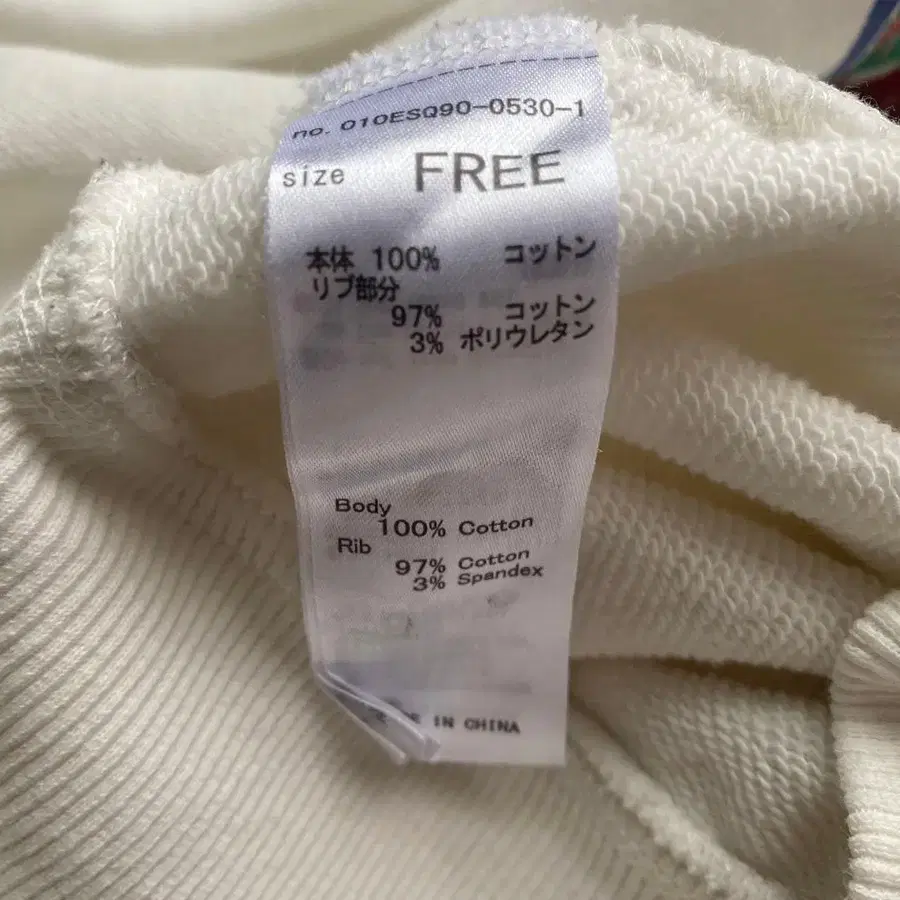 no. 010ESQ90-0530-1
size FREE
本体 100% コットン
リブ部分
97% コットン
3% ポリウレタン
Body
100% Cotton
Rib
97% Cotton
3% Spandex
IN CHINA